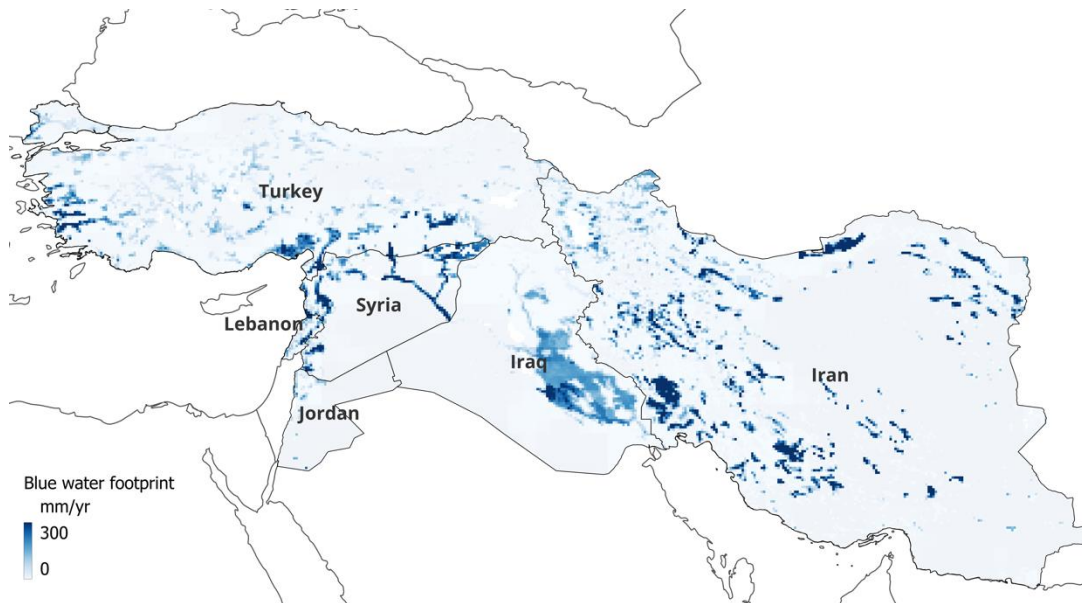 Turkey
Syria
Lebanon
Iraq
Iran
Jordan
Blue water footprint
mm/yr
300
0